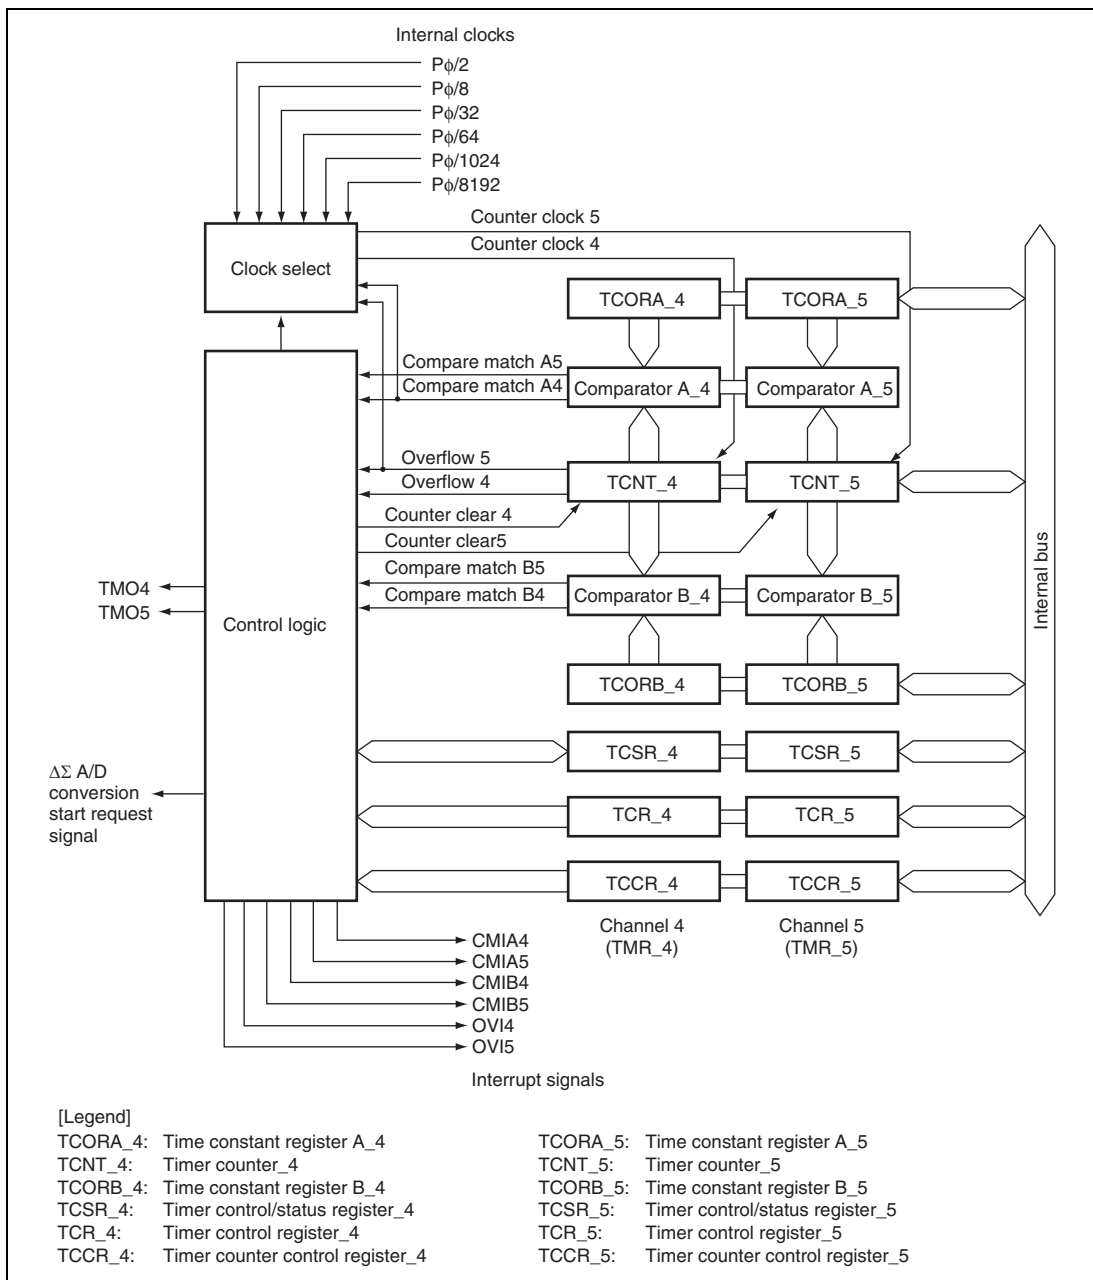 Internal clocks
Pϕ/2
Pϕ/8
Pϕ/32
Pϕ/64
Pϕ/1024
Pϕ/8192
Counter clock 5
Counter clock 4
Clock select
TCORA_4
TCORA_5
Compare match A5
Compare match A4
Comparator A_4
Comparator A_5
Overflow 5
Overflow 4
TCNT_4
TCNT_5
Counter clear 4
Counter clear5
Compare match B5
Compare match B4
Comparator B_4
Comparator B_5
TMO4
TMO5
Control logic
Internal bus
TCORB_4
TCORB_5
TCSR_4
TCSR_5
ΔΣ A/D
conversion
start request
signal
TCR_4
TCR_5
TCCR_4
TCCR_5
Channel 4
(TMR_4)
Channel 5
(TMR_5)
CMIA4
CMIA5
CMIB4
CMIB5
OVI4
OVI5
Interrupt signals
[Legend]
TCORA_4: Time constant register A_4
TCNT_4: Timer counter_4
TCORB_4: Time constant register B_4
TCSR_4: Timer control/status register_4
TCR_4: Timer control register_4
TCCR_4: Timer counter control register_4
TCORA_5: Time constant register A_5
TCNT_5: Timer counter_5
TCORB_5: Time constant register B_5
TCSR_5: Timer control/status register_5
TCR_5: Timer control register_5
TCCR_5: Timer counter control register_5